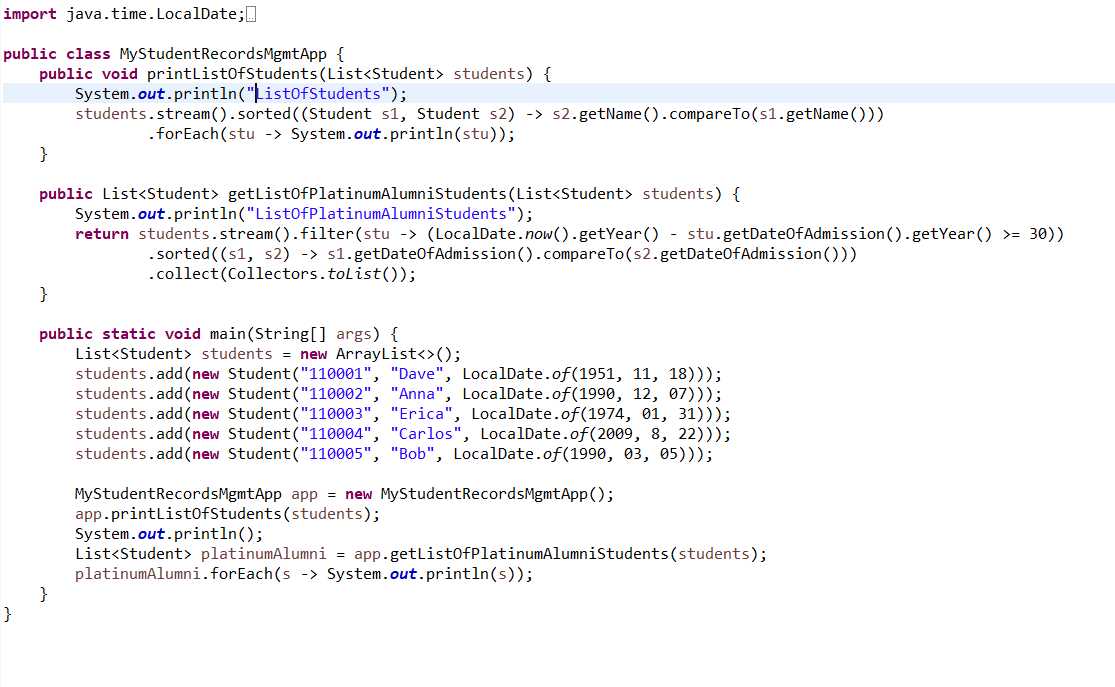 import java.time.LocalDate;
public class MyStudentRecordsMgmtApp {
public void printListOfStudents(List<Student> students) {
System.out.println("ListOfStudents");
students.stream().sorted((Student s1, Student s2) -> s2.getName().compareTo(s1.getName()))
.forEach(stu -> System.out.println(stu));
}
public List<Student> getListOfPlatinumAlumniStudents(List<Student> students) {
System.out.println("ListOfPlatinumAlumniStudents");
return students.stream().filter(stu -> (LocalDate.now().getYear() - stu.getDateOfAdmission().getYear() >= 30))
.sorted((s1, s2) -> s1.getDateOfAdmission().compareTo(s2.getDateOfAdmission()))
.collect(Collectors.toList());
}
public static void main(String[] args) {
List<Student> students = new ArrayList<>();
students.add(new Student("110001", "Dave", LocalDate.of(1951, 11, 18)));
students.add(new Student("110002", "Anna", LocalDate.of(1990, 12, 07)));
students.add(new Student("110003", "Erica", LocalDate.of(1974, 01, 31)));
students.add(new Student("110004", "Carlos", LocalDate.of(2009, 8, 22)));
students.add(new Student("110005", "Bob", LocalDate.of(1990, 03, 05)));
MyStudentRecordsMgmtApp app = new MyStudentRecordsMgmtApp();
app.printListOfStudents(students);
System.out.println();
List<Student> platinumAlumni = app.getListOfPlatinumAlumniStudents(students);
platinumAlumni.forEach(s -> System.out.println(s));
}
}